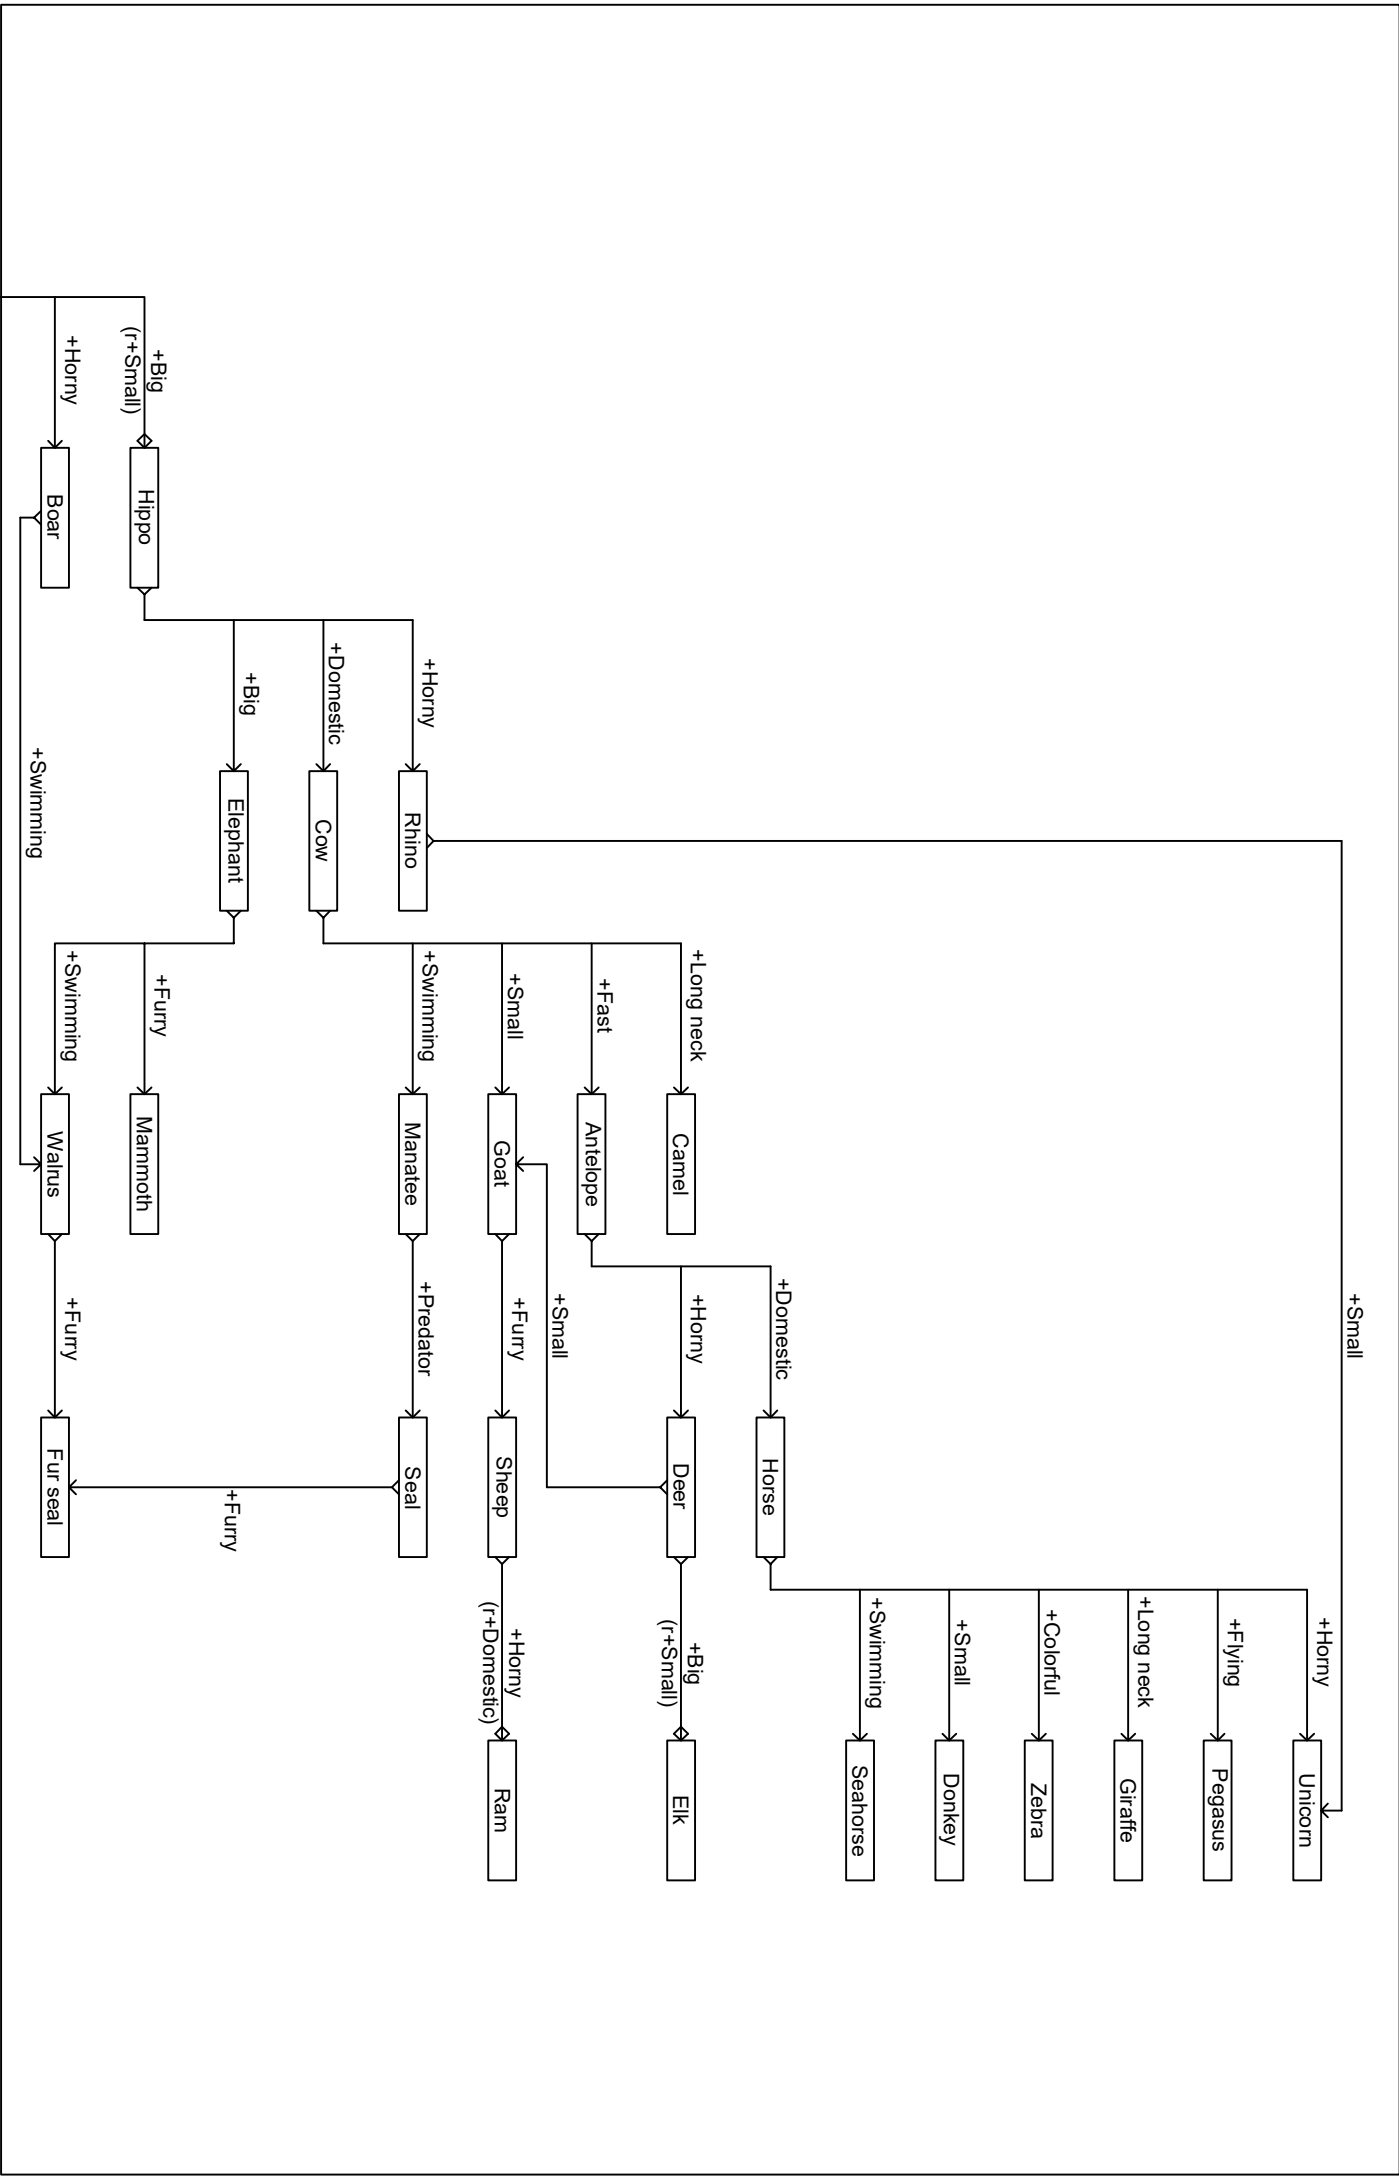 +Small
+Horny
Unicorn
+Flying
Pegasus
+Long neck
Giraffe
+Colorful
Zebra
+Small
Donkey
+Swimming
Seahorse
+Domestic
Horse
+Long neck
Camel
+Horny
Deer
+Big
(r+Small)
Elk
+Fast
Antelope
+Small
+Small
Goat
+Furry
Sheep
+Horny
(r+Domestic)
Ram
+Horny
Rhino
+Swimming
Manatee
+Predator
Seal
+Domestic
Cow
+Big
Elephant
+Furry
+Big
(r+Small)
Hippo
+Furry
Mammoth
+Horny
Boar
+Swimming
Walrus
+Furry
Fur seal
+Swimming